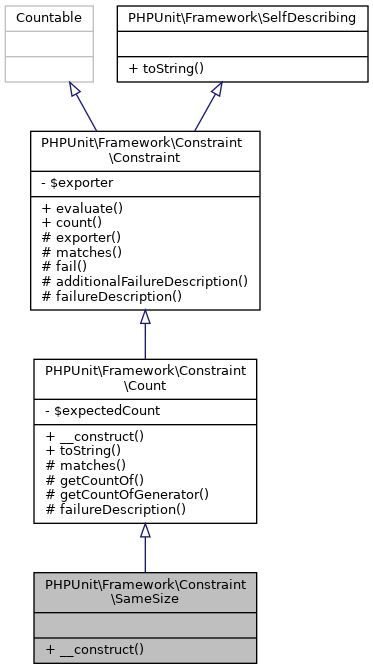 Countable
PHPUnit\Framework\SelfDescribing
+ toString()
PHPUnit\Framework\Constraint
\Constraint
- $exporter
+ evaluate()
+ count()
# exporter()
# matches()
# fail()
# additionalFailureDescription()
# failureDescription()
PHPUnit\Framework\Constraint
\Count
- $expectedCount
+ __construct()
+ toString()
# matches()
# getCountOf()
# getCountOfGenerator()
# failureDescription()
PHPUnit\Framework\Constraint
\SameSize
+ __construct()